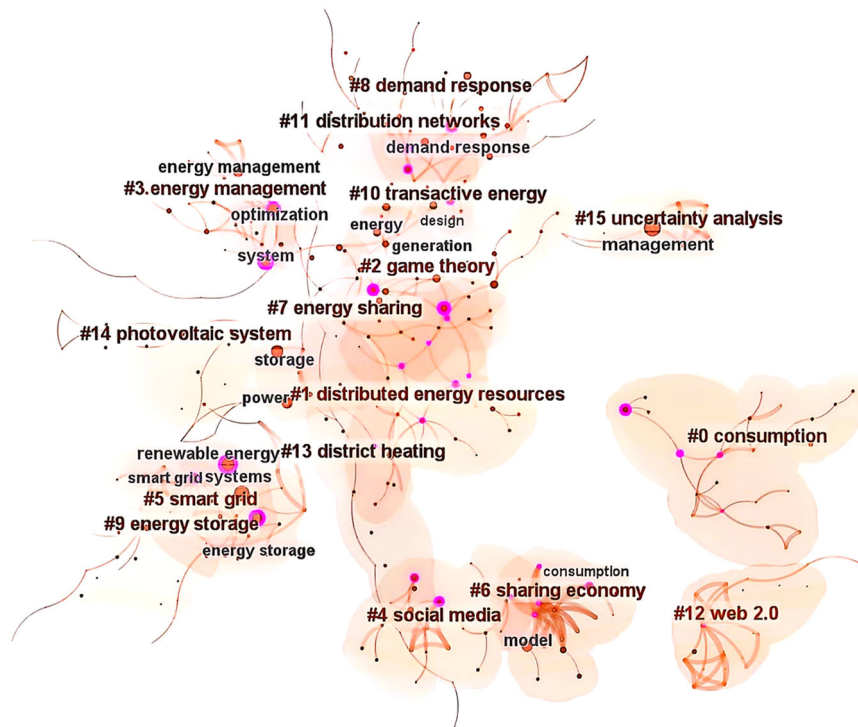 #8 demand response
#11 distribution networks
demand response
energy management
#3.energy management
#10 transactive energy
optimization
design
#15 uncertainty analysis
energy
management
system
generation
#2 game theory
#7 energy sharing
#14 photovoltaic system
storage
power
#1 distributed energy resources
#0 consumption
renewable energy
#13 district heating
smart grid
systems
#5 smart grid
#9 energy storage
energy storage
consumption
#6 sharing economy
#4 social media
#12 web 2.0
model